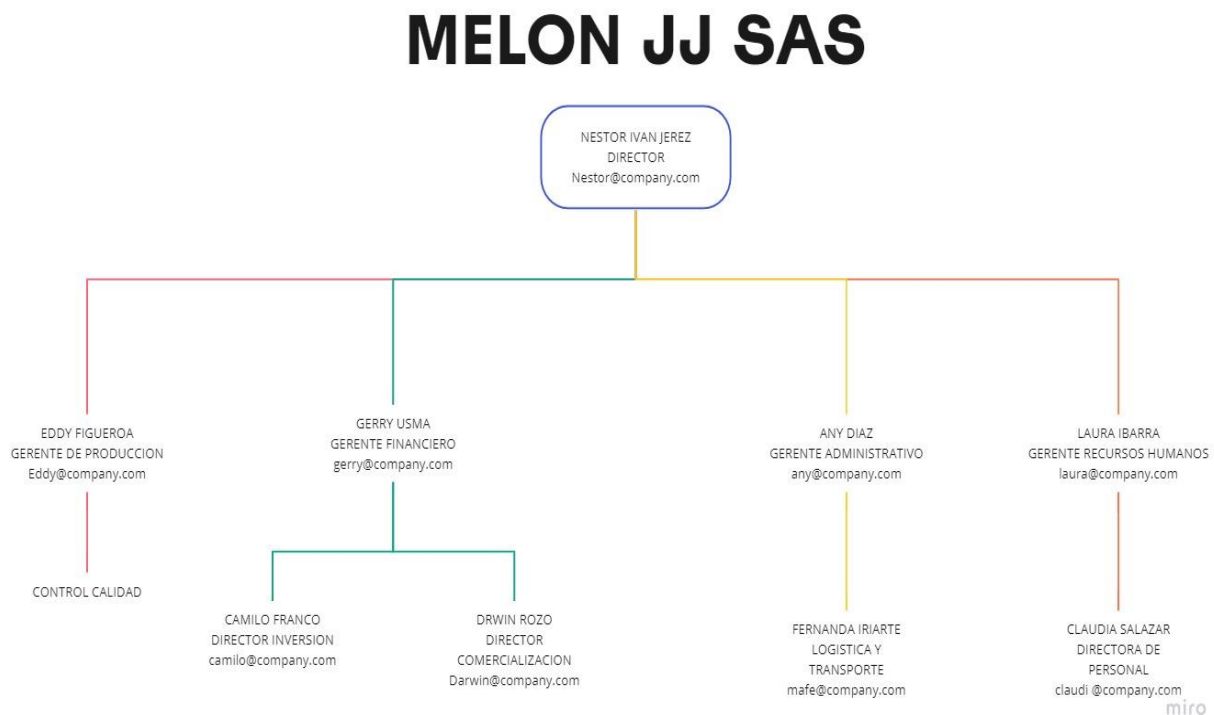 MELON JJ SAS
NESTOR IVAN JEREZ
DIRECTOR
Nestor@company.com
EDDY FIGUEROA
GERENTE DE PRODUCCION
Eddy@company.com
GERRY USMA
GERENTE FINANCIERO
gerry@company.com
ANY DIAZ
GERENTE ADMINISTRATIVO
any@company.com
LAURA IBARRA
GERENTE RECURSOS HUMANOS
laura@company.com
CONTROL CALIDAD
CAMILO FRANCO
DIRECTOR INVERSION
camilo@company.com
DRWIN ROZO
DIRECTOR
COMERCIALIZACION
Darwin@company.com
FERNANDA IRIARTE
LOGISTICA Y
TRANSPORTE
mafe@company.com
CLAUDIA SALAZAR
DIRECTORA DE
PERSONAL
claudi @company.com
miro